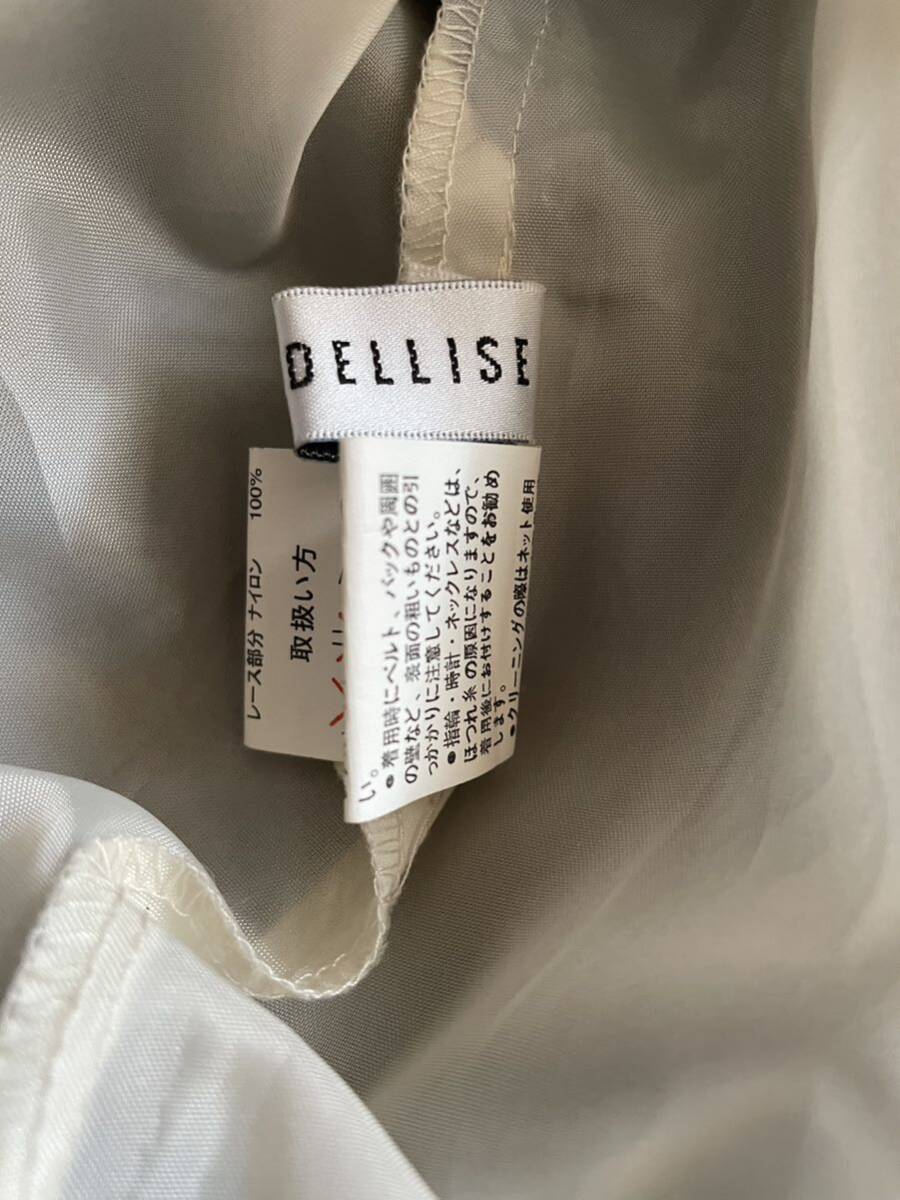 DELLISE
レース部分 ナイロン 100%
取扱い方
い。
●着用時にベルト、バックや周囲
の壁など、表面の粗いものとの引
っかかりに注意してください。
●指輪・時計・ネックレスなどは、
ほつれ糸の原因になりますので、
着用後にお付けすることをお勧め
します。
●クリーニングの際はネット使用